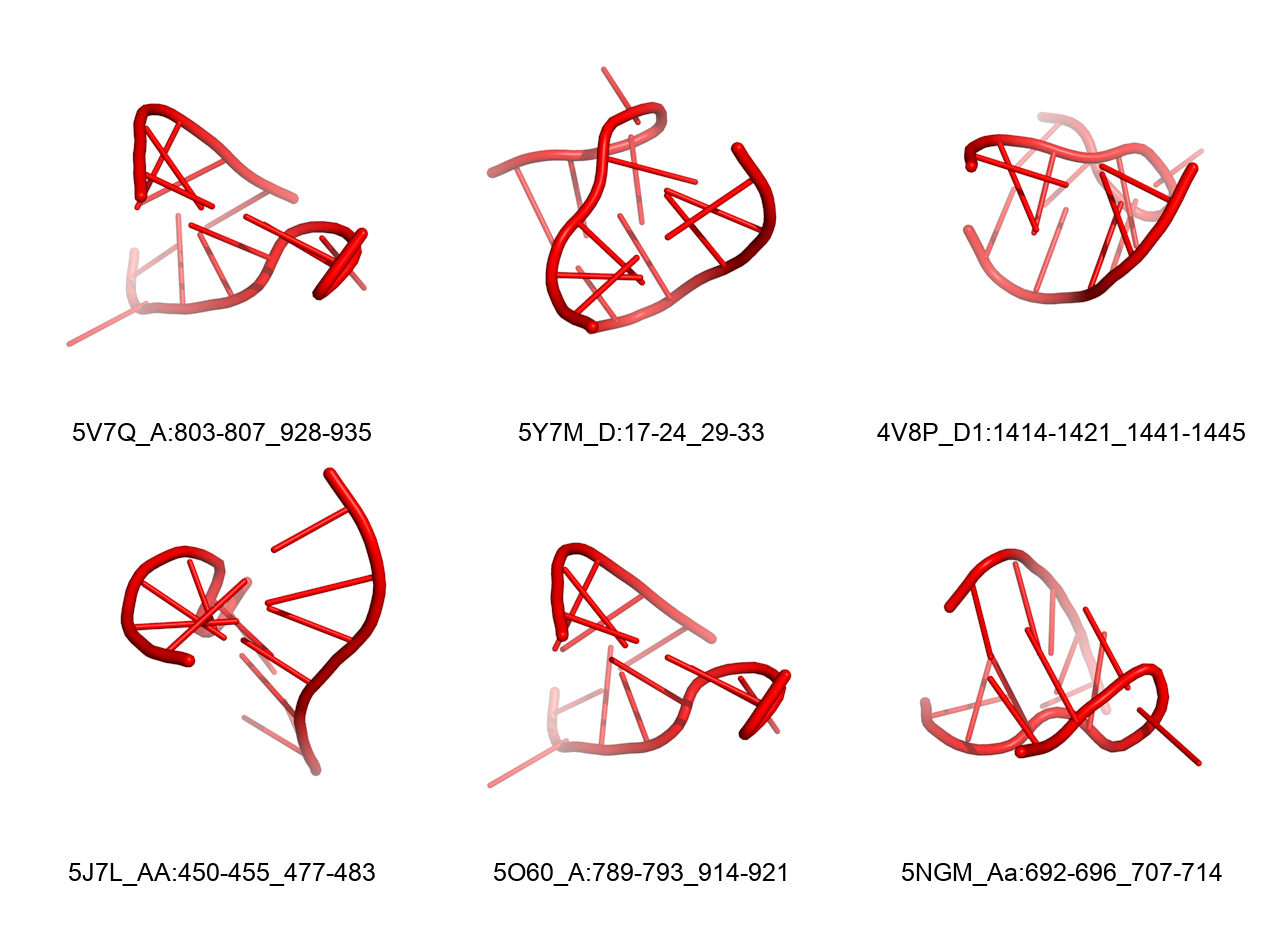 5V7Q_A:803-807_928-935
5Y7M_D:17-24_29-33
4V8P_D1:1414-1421_1441-1445
5J7L_AA:450-455_477-483
5O60_A:789-793_914-921
5NGM_Aa:692-696_707-714